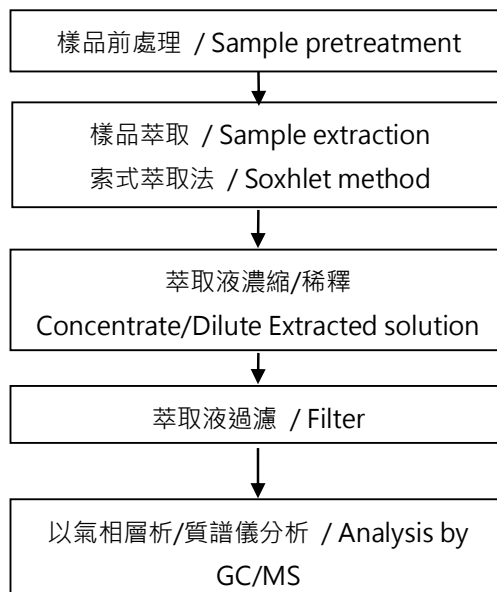 樣品前處理 / Sample pretreatment
樣品萃取 / Sample extraction
索式萃取法 / Soxhlet method
萃取液濃縮/稀釋
Concentrate/Dilute Extracted solution
萃取液過濾 / Filter
以氣相層析/質譜儀分析 / Analysis by
GC/MS